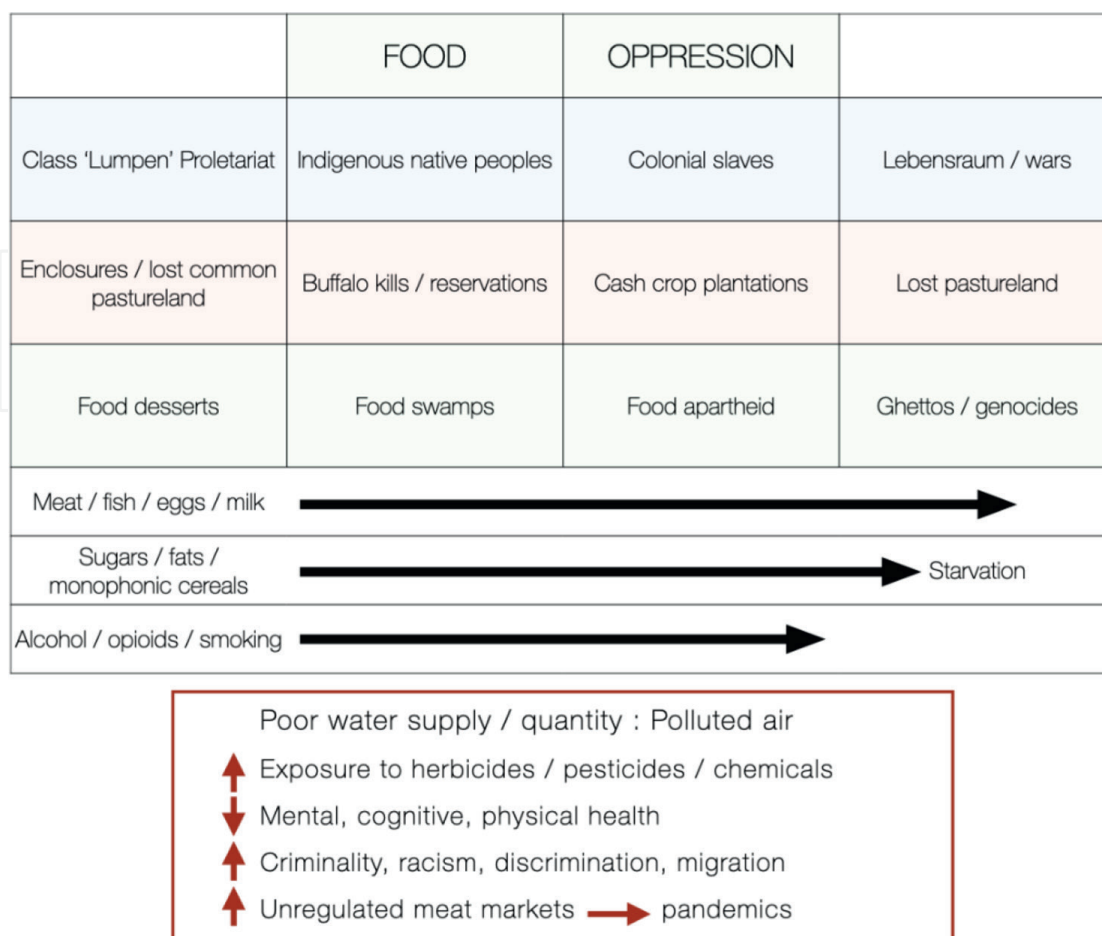 FOOD
OPPRESSION
Class ‘Lumpen’ Proletariat
Indigenous native peoples
Colonial slaves
Lebensraum / wars
Enclosures / lost common
pastureland
Buffalo kills / reservations
Cash crop plantations
Lost pastureland
Food desserts
Food swamps
Food apartheid
Ghettos / genocides
Meat / fish / eggs / milk
Sugars / fats /
monophonic cereals
Starvation
Alcohol / opioids / smoking
Poor water supply / quantity : Polluted air
Exposure to herbicides / pesticides / chemicals
Mental, cognitive, physical health
Criminality, racism, discrimination, migration
Unregulated meat markets → pandemics